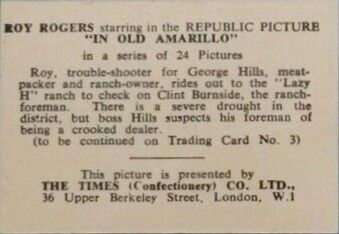 ROY ROGERS starring in the REPUBLIC PICTURE
"IN OLD AMARILLO"
in a series of 24 Pictures
Roy, trouble-shooter for George Hills, meat-
packer and ranch-owner, rides out to the "Lazy
H" ranch to check on Clint Burnside, the ranch-
foreman. There is a severe drought in the
district, but boss Hills suspects his foreman of
being a crooked dealer.
(to be continued on Trading Card No. 3)
This picture is presented by
THE TIMES (Confectionery) CO. LTD.,
36 Upper Berkeley Street, London, W.1